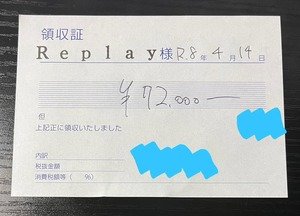 領収証
Replay様 R.8年4月14日
¥72,000-
但
上記正に領収いたしました
内訳
税抜金額
消費税額等( %)